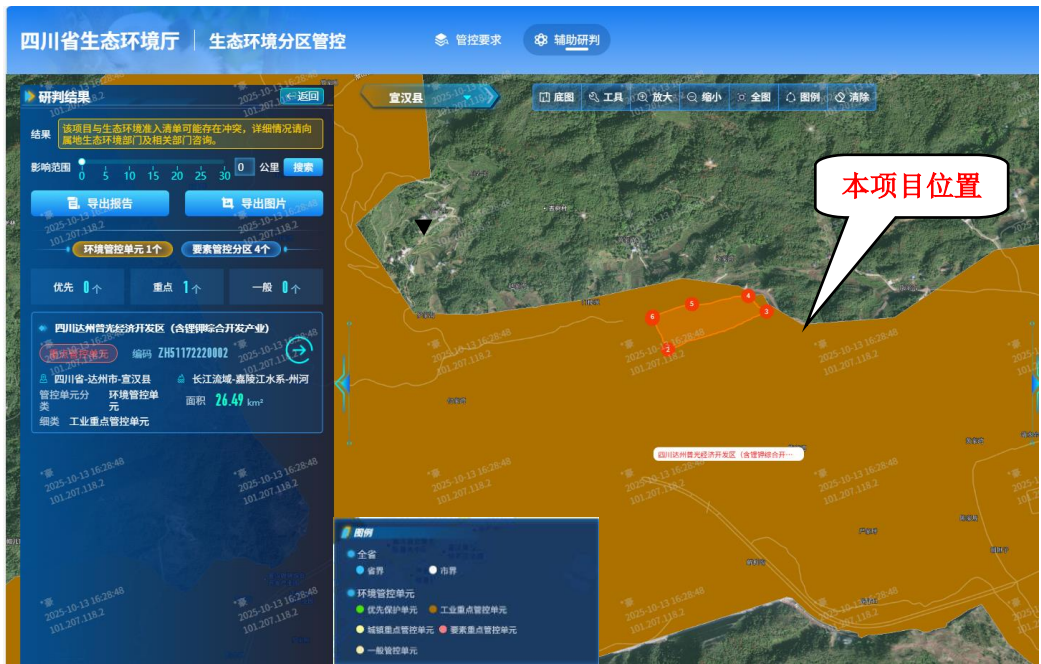 四川省生态环境厅 生态环境分区管控
管控要求 辅助研判
研判结果 返回
宣汉县
底图 工具 放大 缩小 全图 图例 清除
结果 该项目与生态环境准入清单可能存在冲突，详细情况请向
属地生态环境部门及相关部门咨询。
影响范围 0 5 10 15 20 25 30 0 公里 搜索
导出报告 导出图片
环境管控单元1个 要素管控分区4个
优先 0个 重点 1个 一般 0个
四川达州普光经济开发区（含锂钾综合开发产业）
重点管控单元 编码 ZH51172220002
四川省-达州市-宣汉县 长江流域-嘉陵江水系-州河
管控单元分类 环境管控单元 面积 26.49 km²
细类 工业重点管控单元
本项目位置
6 5 4 3 2
四川达州普光经济开发区（含锂钾综合开…
图例
全省
省界 市界
环境管控单元
优先保护单元 工业重点管控单元
城镇重点管控单元 要素重点管控单元
一般管控单元
2025-10-13 16:28:48
101.207.118.2